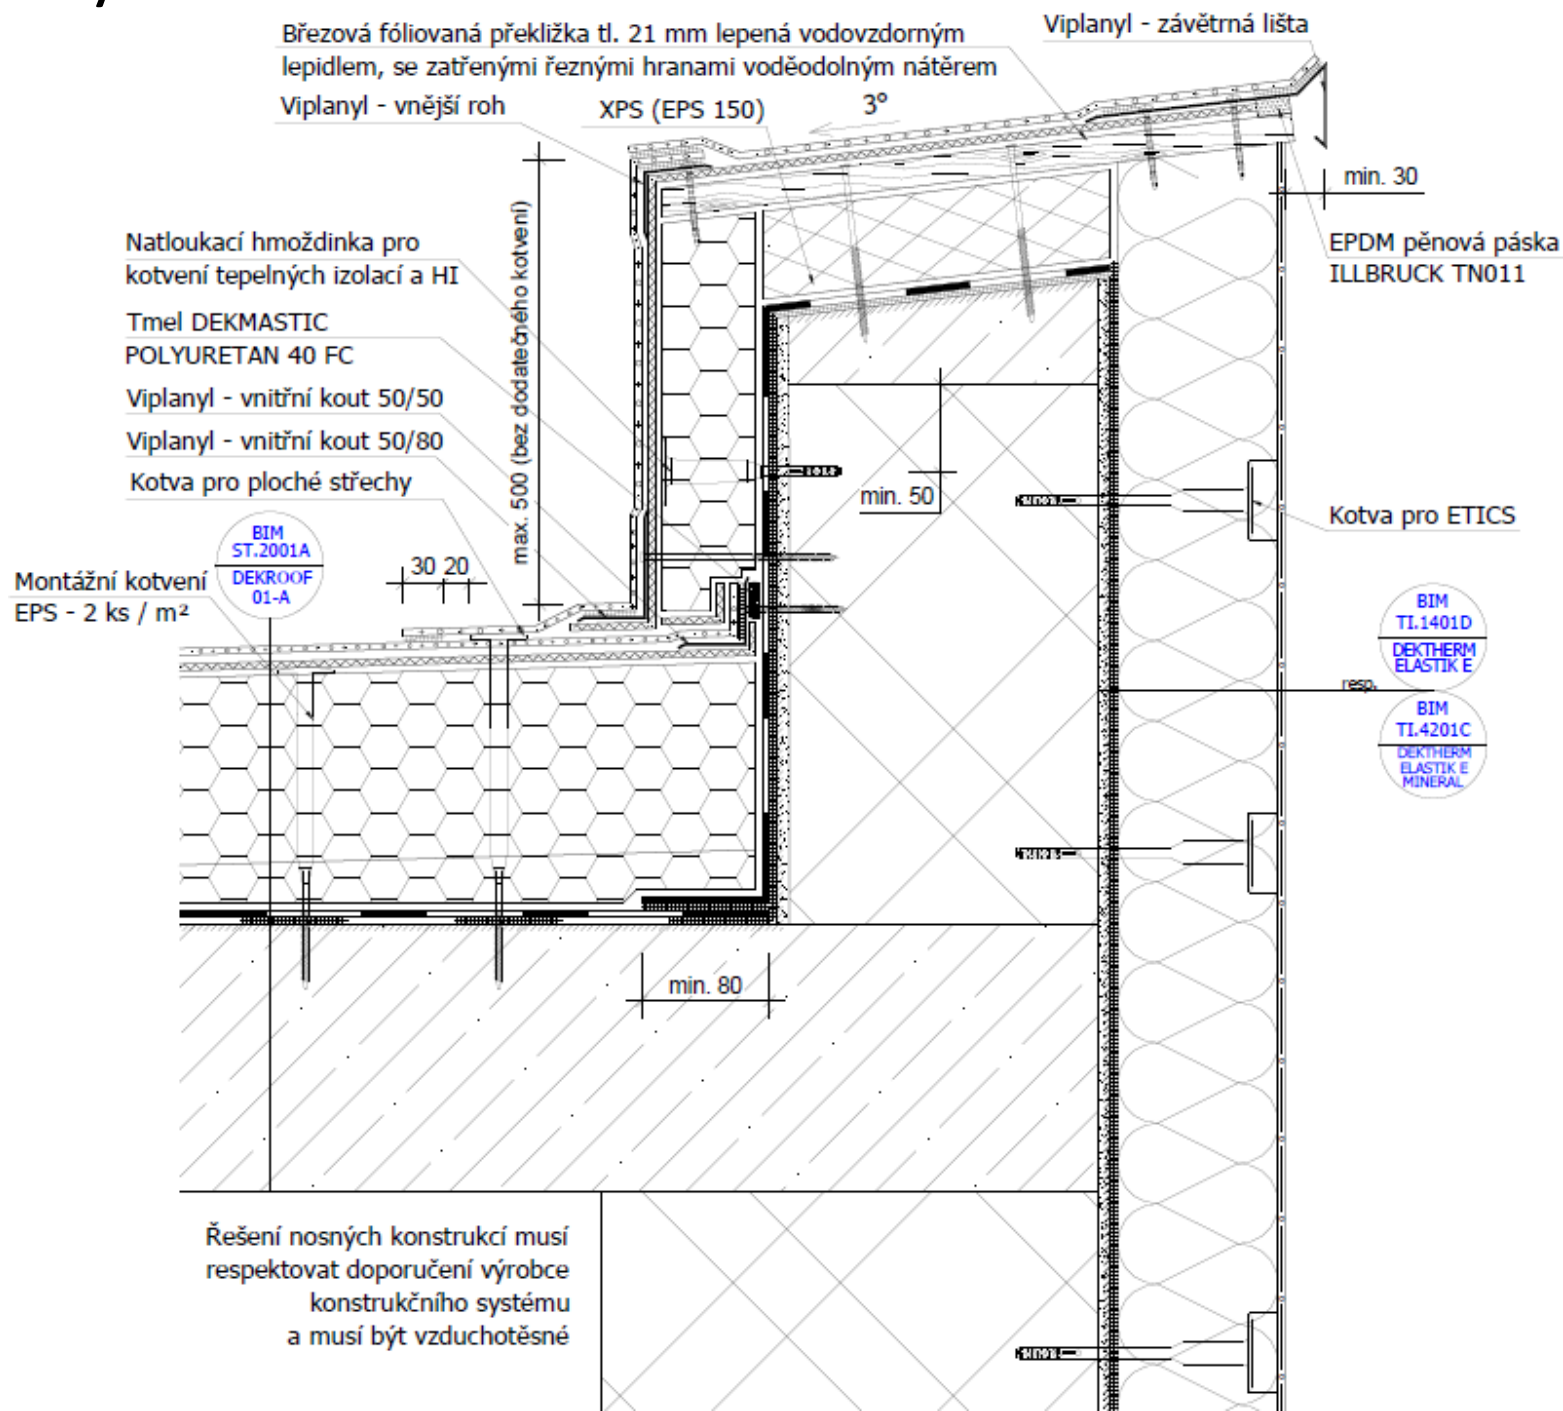 Březová fóliovaná překližka tl. 21 mm lepená vodovzdorným
lepidlem, se zatřenými řeznými hranami voděodolným nátěrem
Viplanyl - závětrná lišta
Viplanyl - vnější roh
XPS (EPS 150)
3°
min. 30
EPDM pěnová páska
ILLBRUCK TN011
Natloukací hmoždinka pro
kotvení tepelných izolací a HI
Tmel DEKMASTIC
POLYURETAN 40 FC
Viplanyl - vnitřní kout 50/50
Viplanyl - vnitřní kout 50/80
Kotva pro ploché střechy
max. 500 (bez dodatečného kotvení)
min. 50
Kotva pro ETICS
BIM
ST.2001A
DEKROOF
01-A
30 20
Montážní kotvení
EPS - 2 ks / m²
BIM
TI.1401D
DEKTHERM
ELASTIK E
resp.
BIM
TI.4201C
DEKTHERM
ELASTIK E
MINERAL
min. 80
Řešení nosných konstrukcí musí
respektovat doporučení výrobce
konstrukčního systému
a musí být vzduchotěsné